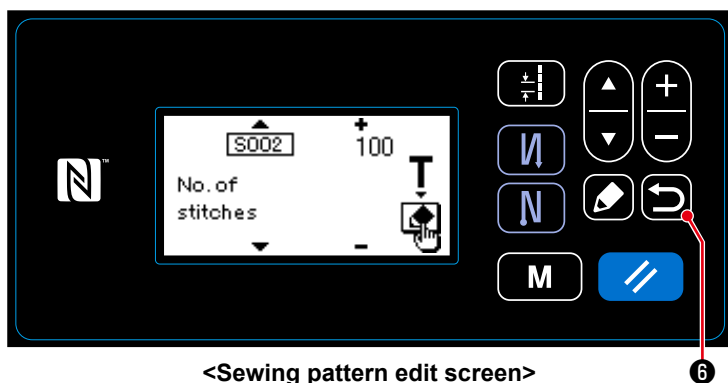 S002
100
No. of
stitches
T
M
<Sewing pattern edit screen>
❻